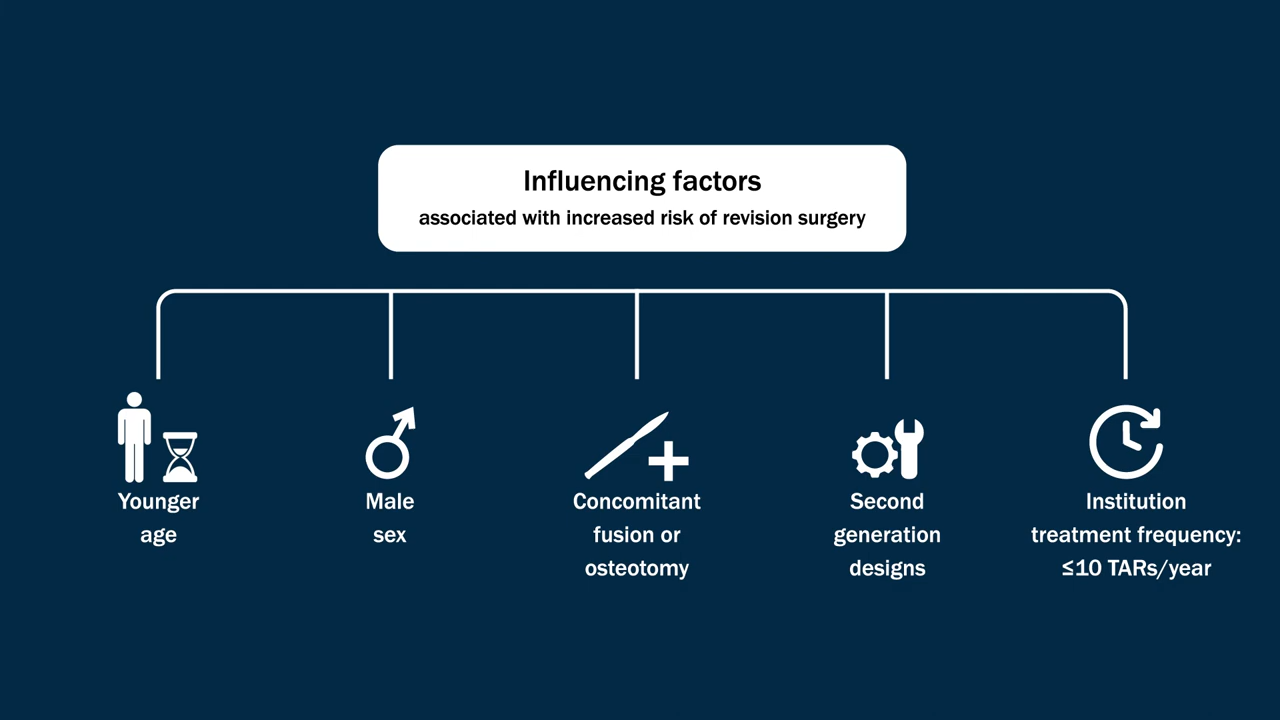 Influencing factors
associated with increased risk of revision surgery
Younger
age
Male
sex
Concomitant
fusion or
osteotomy
Second
generation
designs
Institution
treatment frequency:
≤10 TARs/year